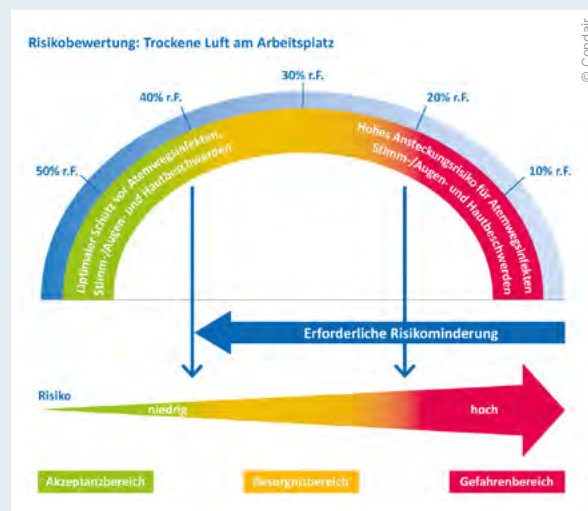 © Condair
Risikobewertung: Trockene Luft am Arbeitsplatz
50% r.F.
40% r.F.
30% r.F.
20% r.F.
10% r.F.
Optimaler Schutz vor Atemwegsinfekten,
Stimm-/Augen- und Hautbeschwerden
Hohes Ansteckungsrisiko für Atemwegsinfekten
Stimm-/Augen- und Hautbeschwerden
Erforderliche Risikominderung
Risiko
niedrig
hoch
Akzeptanzbereich
Besorgnisbereich
Gefahrenbereich